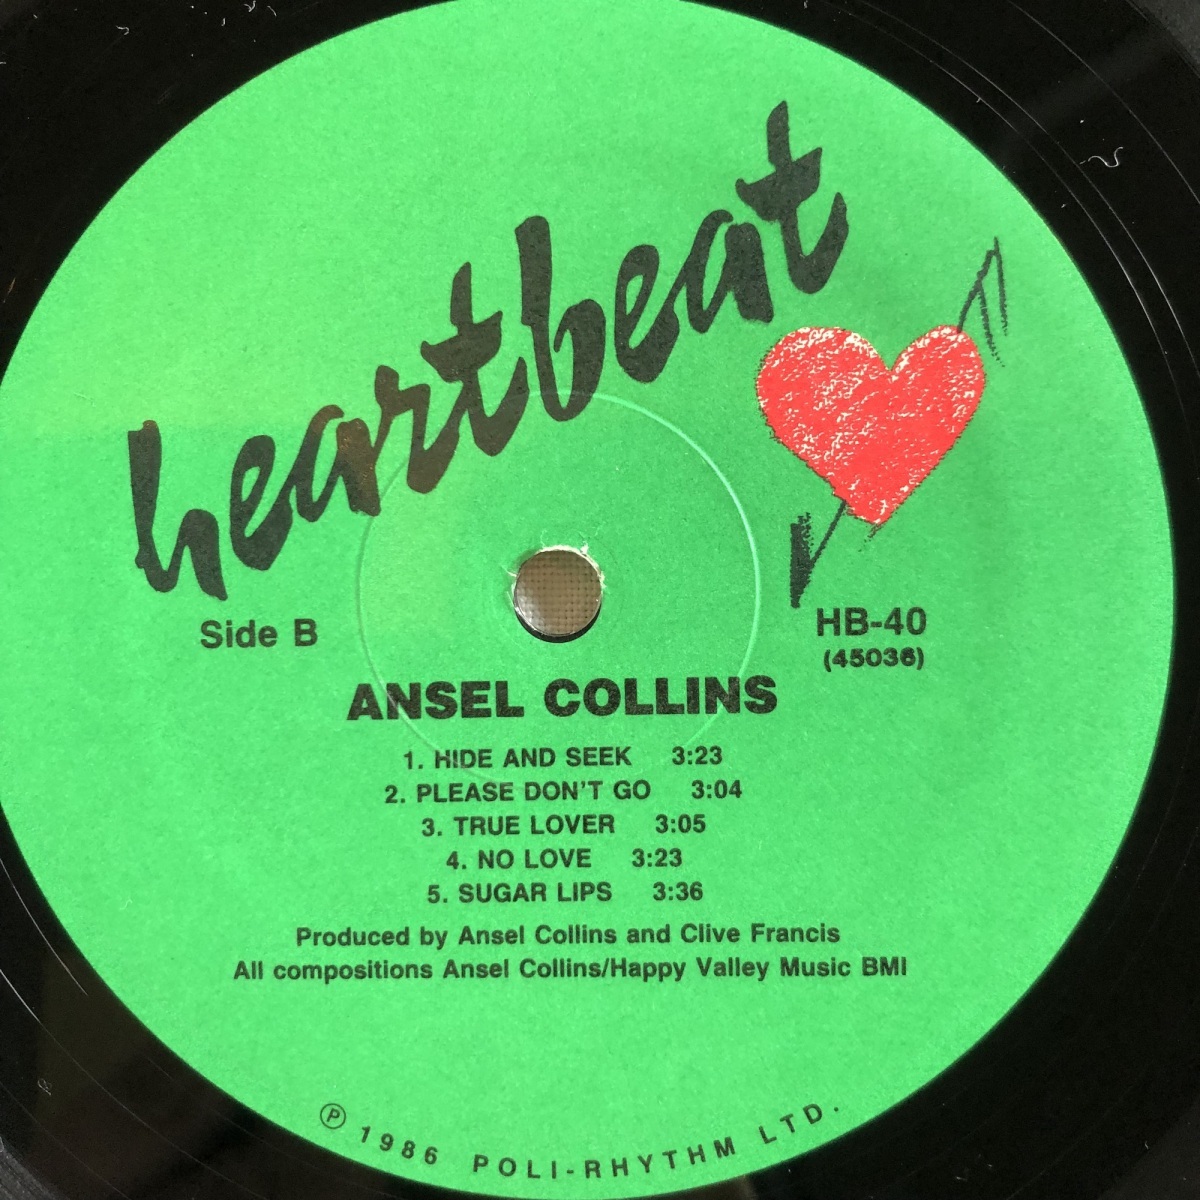 heartbeat
Side B
HB-40
(45036)
ANSEL COLLINS
1. HIDE AND SEEK 3:23
2. PLEASE DON'T GO 3:04
3. TRUE LOVER 3:05
4. NO LOVE 3:23
5. SUGAR LIPS 3:36
Produced by Ansel Collins and Clive Francis
All compositions Ansel Collins/Happy Valley Music BMI
℗ 1986 POLI-RHYTHM LTD.